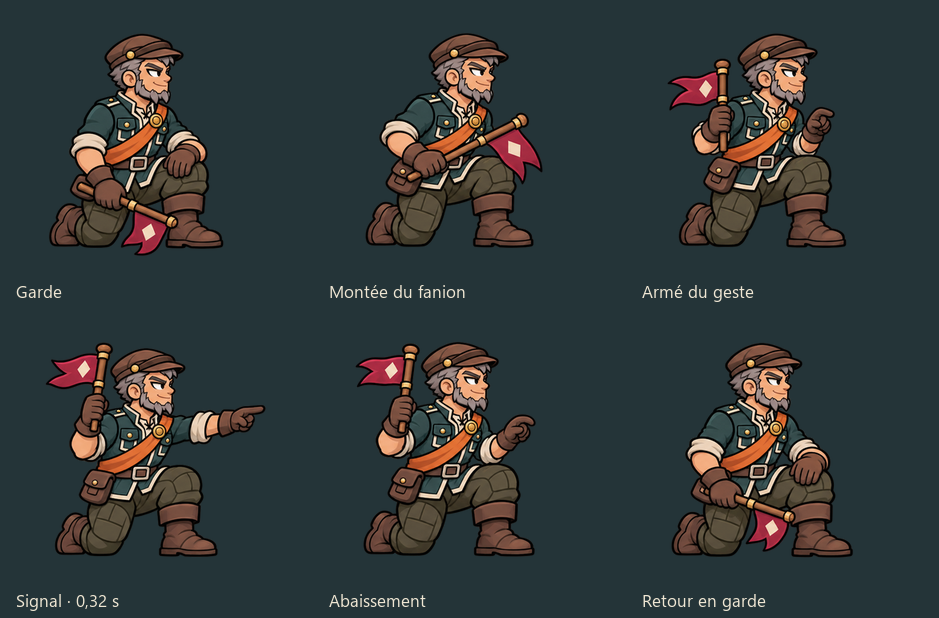 Garde
Montée du fanion
Armé du geste
Signal · 0,32 s
Abaissement
Retour en garde